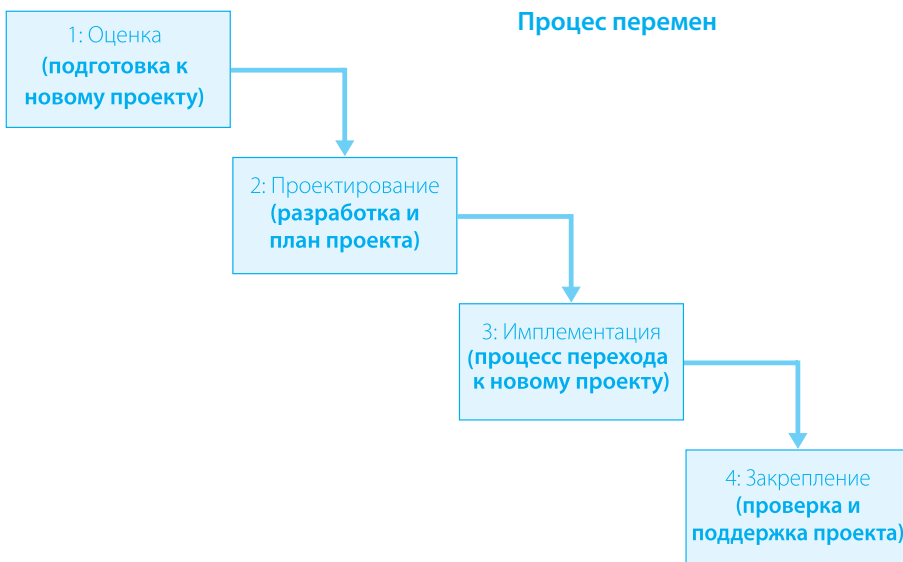 Процес перемен
1: Оценка
(подготовка к
новому проекту)
2: Проектирование
(разработка и
план проекта)
3: Имплементация
(процесс перехода
к новому проекту)
4: Закрепление
(проверка и
поддержка проекта)